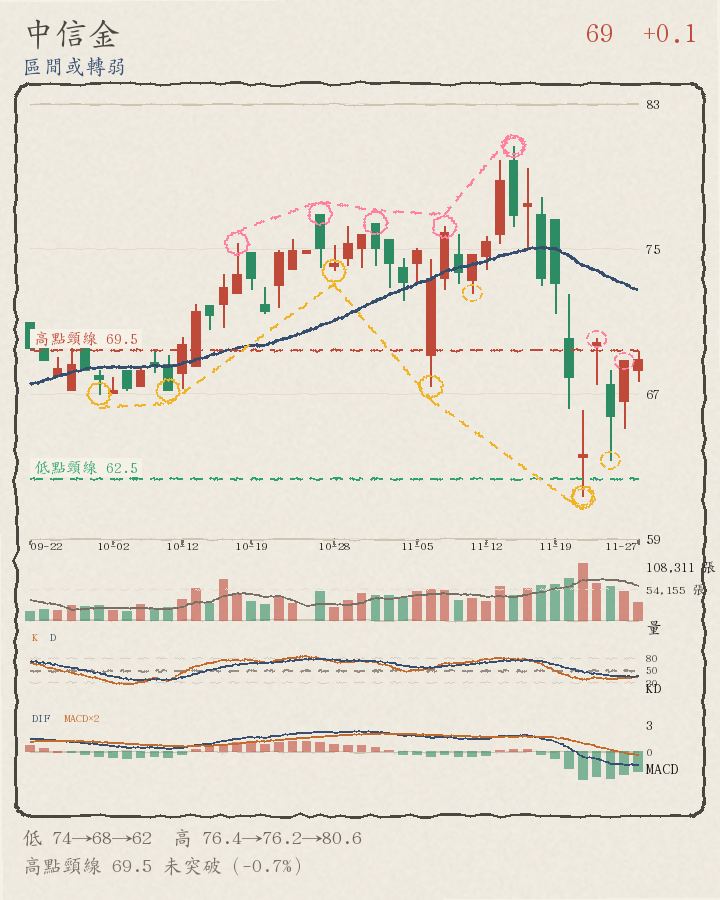 中信金
69 +0.1
區間或轉弱
83
75
高點頸線 69.5
67
低點頸線 62.5
59
09-22 10-02 10-12 10-19 10-28 11-05 11-12 11-19 11-27
108,311 張
54,155 張
量
K D
80
50
20
KD
DIF MACD×2
3
0
MACD
低 74→68→62 高 76.4→76.2→80.6
高點頸線 69.5 未突破 (-0.7%)